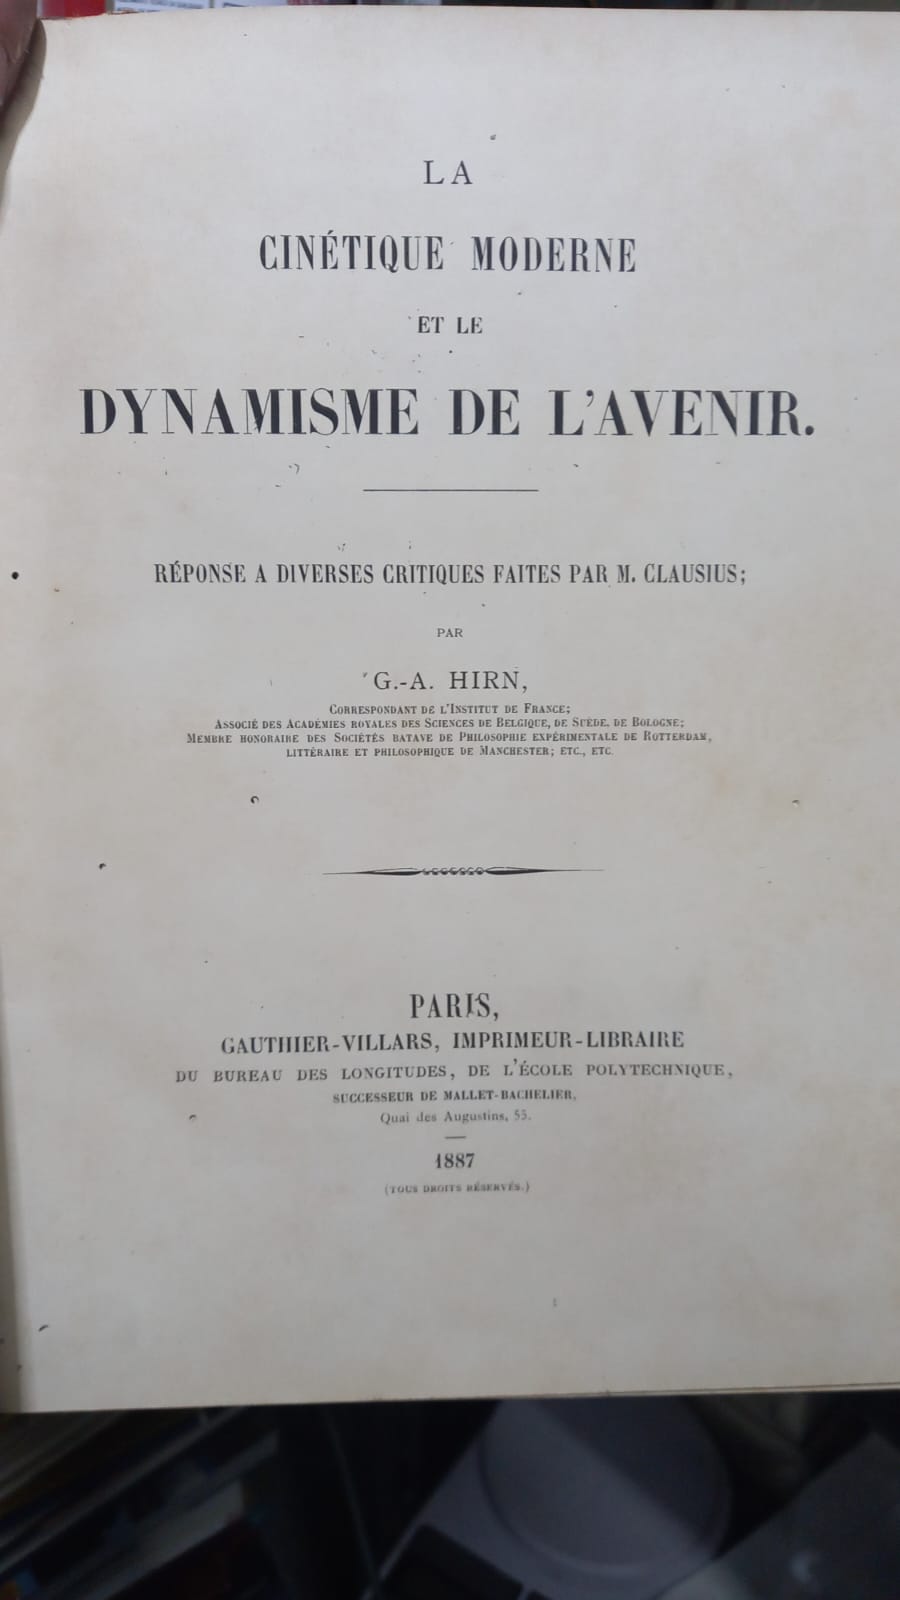 LA
CINÉTIQUE MODERNE
ET LE
DYNAMISME DE L'AVENIR.
RÉPONSE A DIVERSES CRITIQUES FAITES PAR M. CLAUSIUS;
PAR
G.-A. HIRN,
CORRESPONDANT DE L'INSTITUT DE FRANCE;
ASSOCIÉ DES ACADÉMIES ROYALES DES SCIENCES DE BELGIQUE, DE SUÈDE, DE BOLOGNE;
MEMBRE HONORAIRE DES SOCIÉTÉS BATAVE DE PHILOSOPHIE EXPÉRIMENTALE DE ROTTERDAM,
LITTÉRAIRE ET PHILOSOPHIQUE DE MANCHESTER; ETC., ETC.
PARIS,
GAUTHIER-VILLARS, IMPRIMEUR-LIBRAIRE
DU BUREAU DES LONGITUDES, DE L'ÉCOLE POLYTECHNIQUE,
SUCCESSEUR DE MALLET-BACHELIER,
Quai des Augustins, 55.
1887
(TOUS DROITS RÉSERVÉS.)